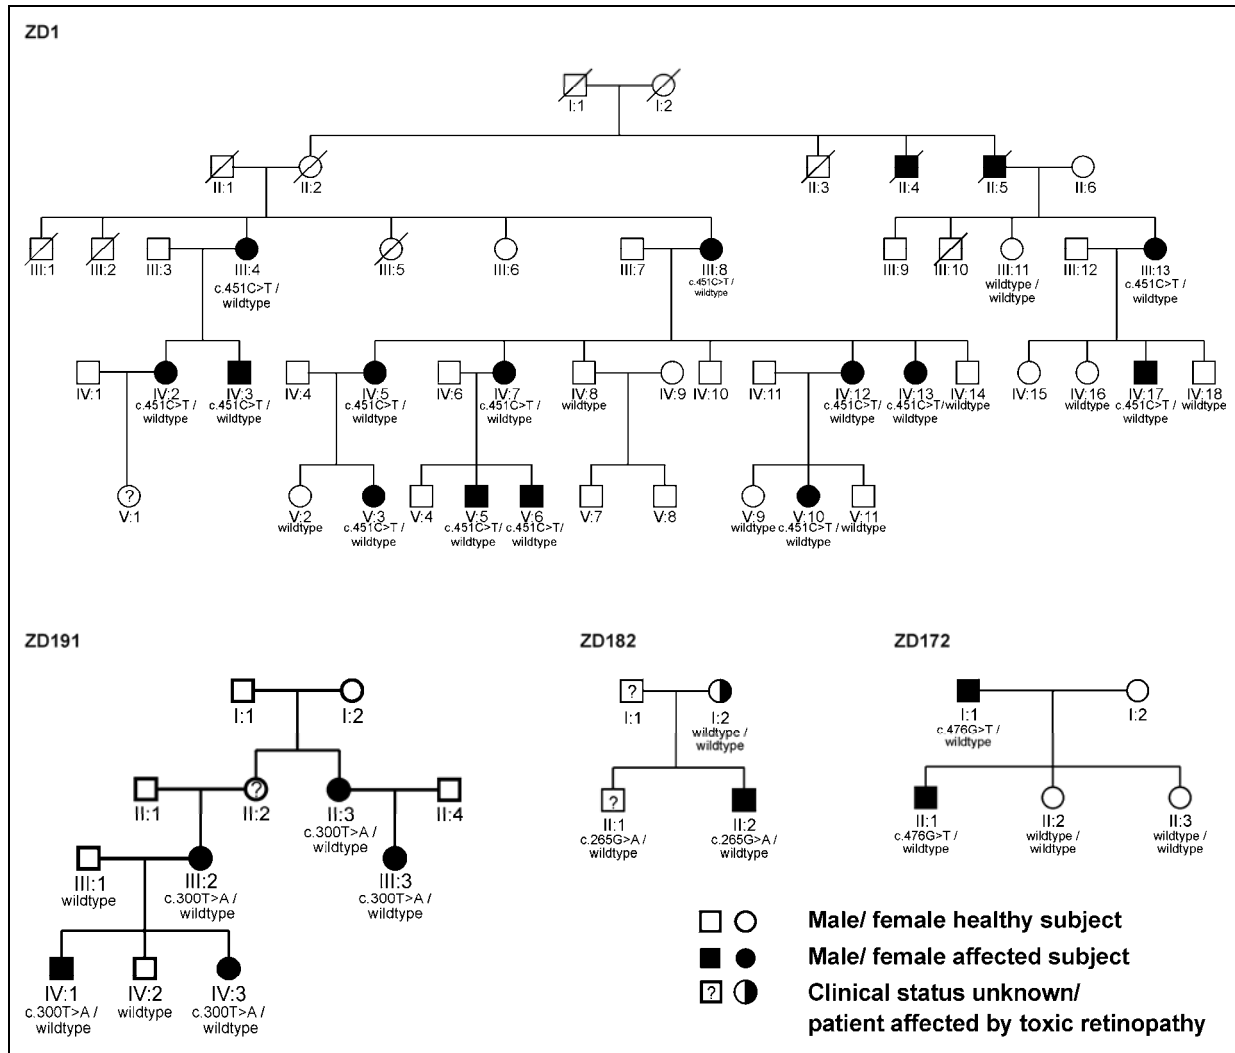 ZD1
I:1 I:2
II:1 II:2 II:3 II:4 II:5 II:6
III:1 III:2 III:3 III:4 III:5 III:6 III:7 III:8 III:9 III:10 III:11 III:12 III:13
c.451C>T / c.451C>T / wildtype / c.451C>T /
wildtype wildtype wildtype wildtype
IV:1 IV:2 IV:3 IV:4 IV:5 IV:6 IV:7 IV:8 IV:9 IV:10 IV:11 IV:12 IV:13 IV:14 IV:15 IV:16 IV:17 IV:18
c.451C>T / c.451C>T / c.451C>T / c.451C>T / wildtype c.451C>T/ c.451C>T/ wildtype wildtype c.451C>T / wildtype
wildtype wildtype wildtype wildtype wildtype wildtype wildtype
? 
V:1 V:2 V:3 V:4 V:5 V:6 V:7 V:8 V:9 V:10 V:11
wildtype c.451C>T / c.451C>T/ c.451C>T/ wildtype c.451C>T / wildtype
wildtype wildtype wildtype wildtype
ZD191
I:1 I:2
?
II:1 II:2 II:3 II:4
c.300T>A /
wildtype
III:1 III:2 III:3
wildtype c.300T>A / c.300T>A /
wildtype wildtype
IV:1 IV:2 IV:3
c.300T>A / wildtype c.300T>A /
wildtype wildtype
ZD182
?
I:1 I:2
wildtype /
wildtype
?
II:1 II:2
c.265G>A / c.265G>A /
wildtype wildtype
ZD172
I:1 I:2
c.476G>T /
wildtype
II:1 II:2 II:3
c.476G>T / wildtype / wildtype /
wildtype wildtype wildtype
Male/ female healthy subject
Male/ female affected subject
? Clinical status unknown/
patient affected by toxic retinopathy